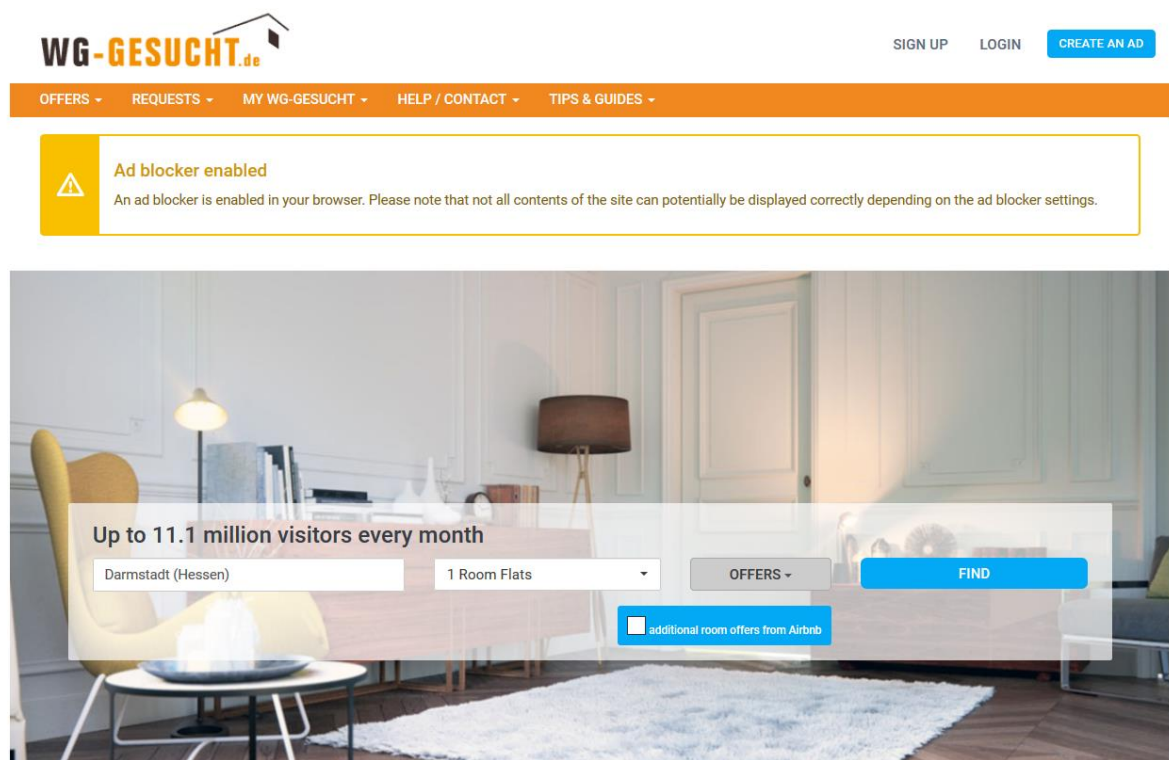 WG-GESUCHT.de
SIGN UP LOGIN CREATE AN AD
OFFERS REQUESTS MY WG-GESUCHT HELP / CONTACT TIPS & GUIDES
Ad blocker enabled
An ad blocker is enabled in your browser. Please note that not all contents of the site can potentially be displayed correctly depending on the ad blocker settings.
Up to 11.1 million visitors every month
Darmstadt (Hessen) 1 Room Flats OFFERS FIND
additional room offers from Airbnb